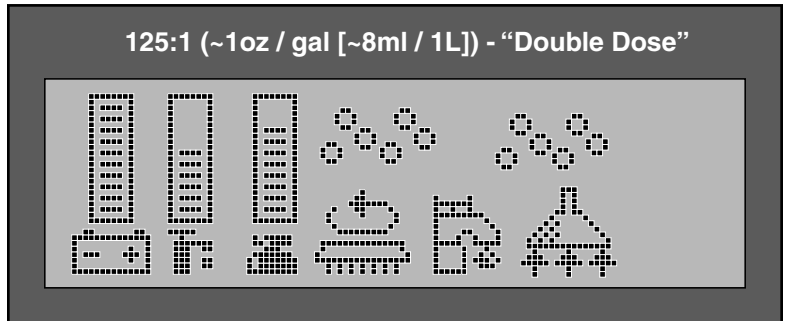 125:1 (~1oz / gal [~8ml / 1L]) - “Double Dose”